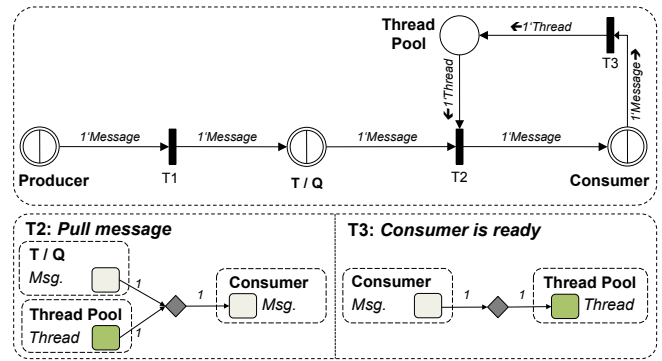 Thread
Pool
🡸1'Thread
T3
🡸1'Thread
1'Message🡺
1'Message
1'Message
1'Message
1'Message
Producer
T1
T / Q
T2
Consumer
T2: Pull message
T / Q
Msg.
1
Thread Pool
Thread
1
1
Consumer
Msg.
T3: Consumer is ready
Consumer
Msg.
1
1
Thread Pool
Thread